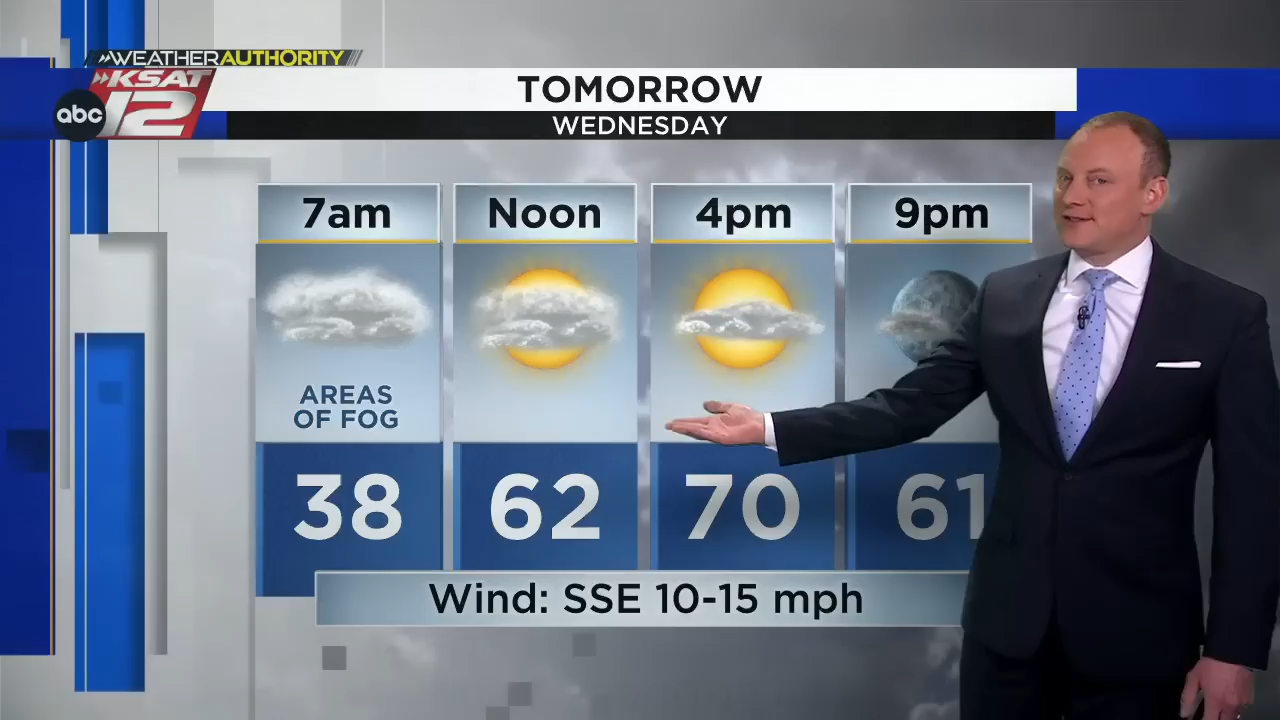 WEATHER AUTHORITY
KSAT
abc 12
TOMORROW
WEDNESDAY
7am
Noon
4pm
9pm
AREAS
OF FOG
38
62
70
61
Wind: SSE 10-15 mph